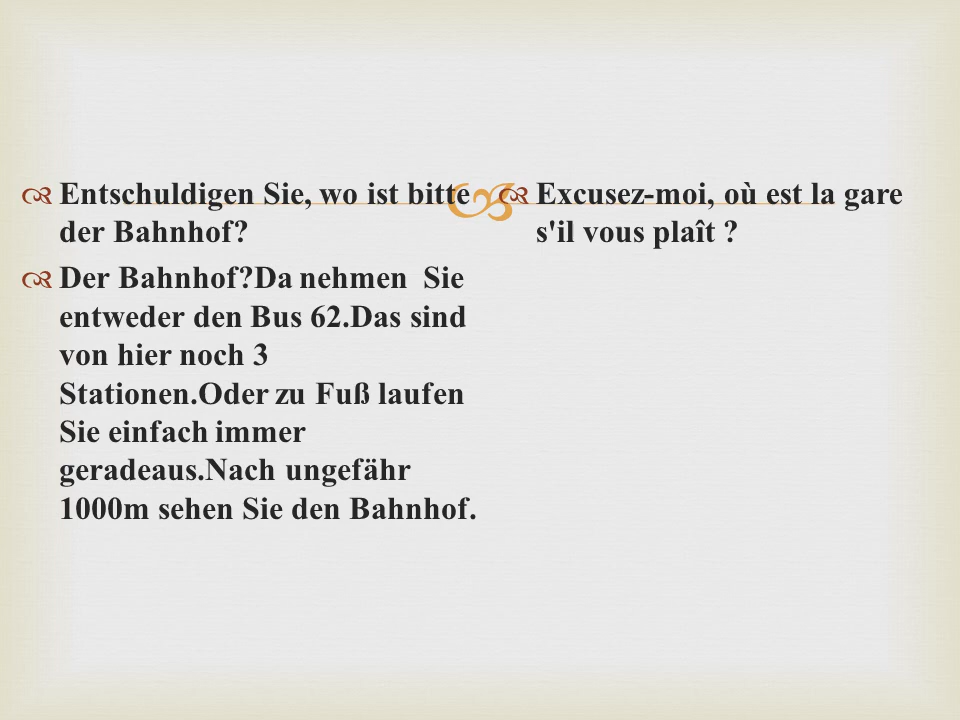 Entschuldigen Sie, wo ist bitte
der Bahnhof?
Der Bahnhof?Da nehmen  Sie
entweder den Bus 62.Das sind
von hier noch 3
Stationen.Oder zu Fuß laufen
Sie einfach immer
geradeaus.Nach ungefähr
1000m sehen Sie den Bahnhof.
Excusez-moi, où est la gare
s'il vous plaît ?